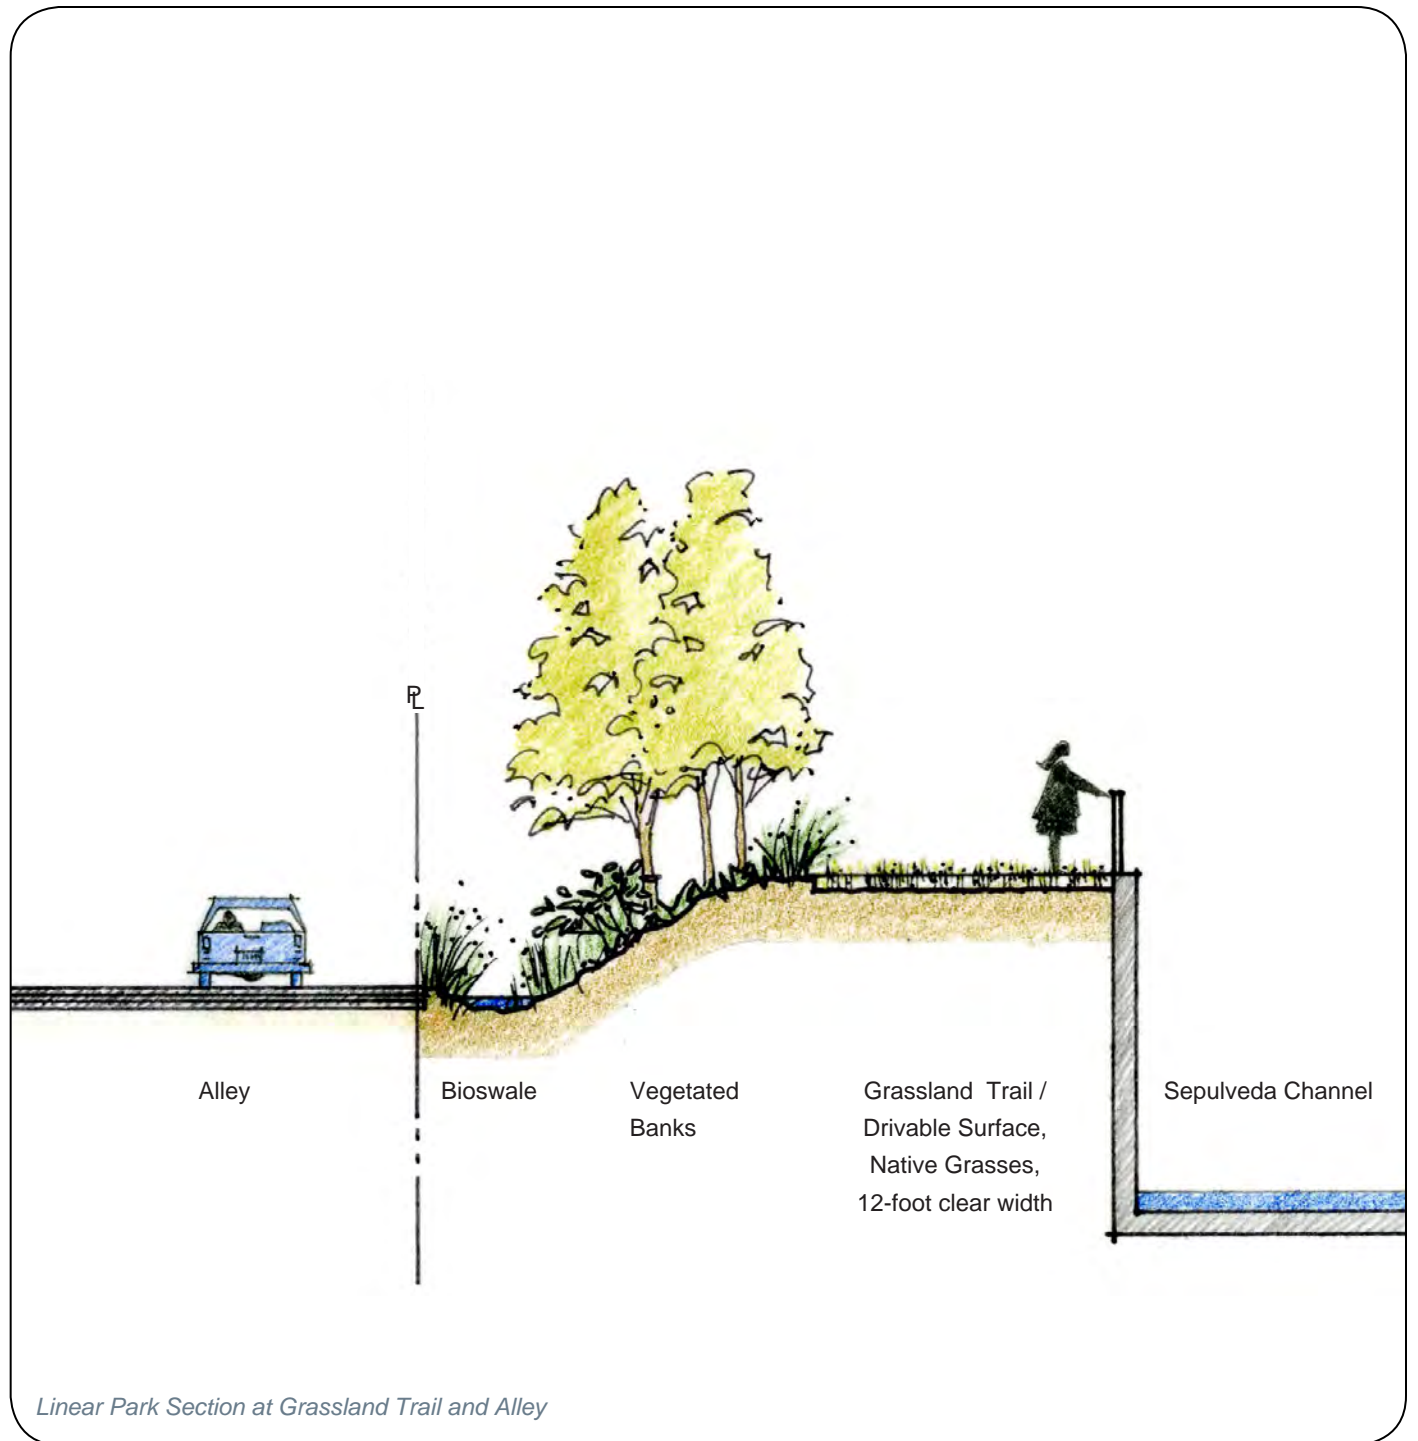 PL
Alley
Bioswale
Vegetated
Banks
Grassland Trail /
Drivable Surface,
Native Grasses,
12-foot clear width
Sepulveda Channel
Linear Park Section at Grassland Trail and Alley